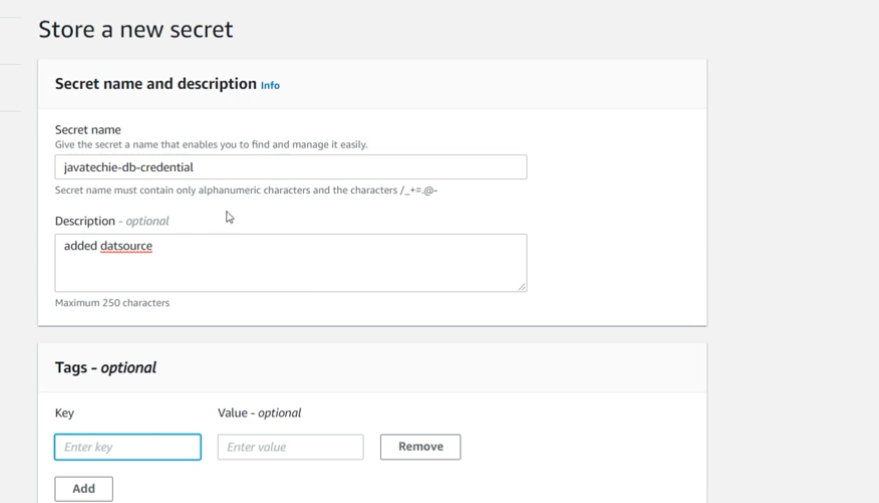 Store a new secret
Secret name and description Info
Secret name
Give the secret a name that enables you to find and manage it easily.
javatechie-db-credential
Secret name must contain only alphanumeric characters and the characters /_+=.@-
Description - optional
added datsource
Maximum 250 characters
Tags - optional
Key Value - optional
Enter key Enter value Remove
Add